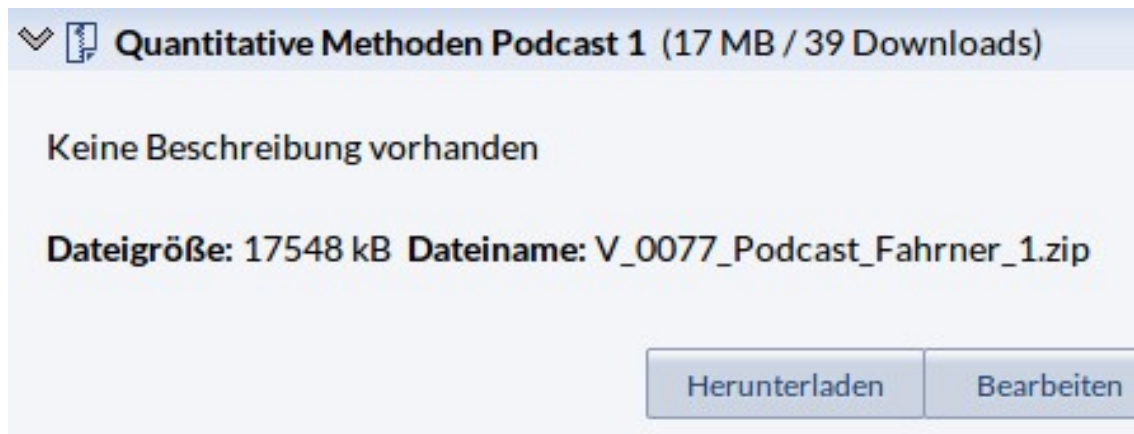 Quantitative Methoden Podcast 1 (17 MB / 39 Downloads)
Keine Beschreibung vorhanden
Dateigröße: 17548 kB Dateiname: V_0077_Podcast_Fahrner_1.zip
Herunterladen Bearbeiten